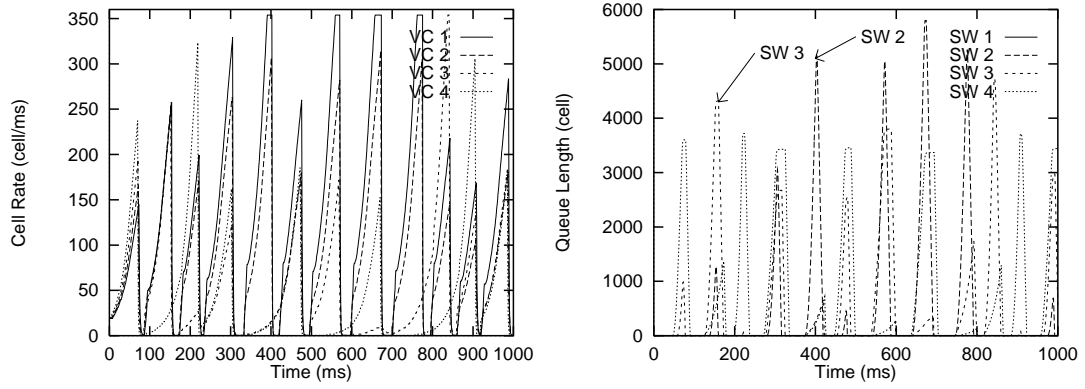 350
300
250
200
150
100
50
0
Cell Rate (cell/ms)
VC 1
VC 2
VC 3
VC 4
0 100 200 300 400 500 600 700 800 900 1000
Time (ms)
6000
5000
4000
3000
2000
1000
0
Queue Length (cell)
SW 3
SW 2
SW 1
SW 2
SW 3
SW 4
0 200 400 600 800 1000
Time (ms)